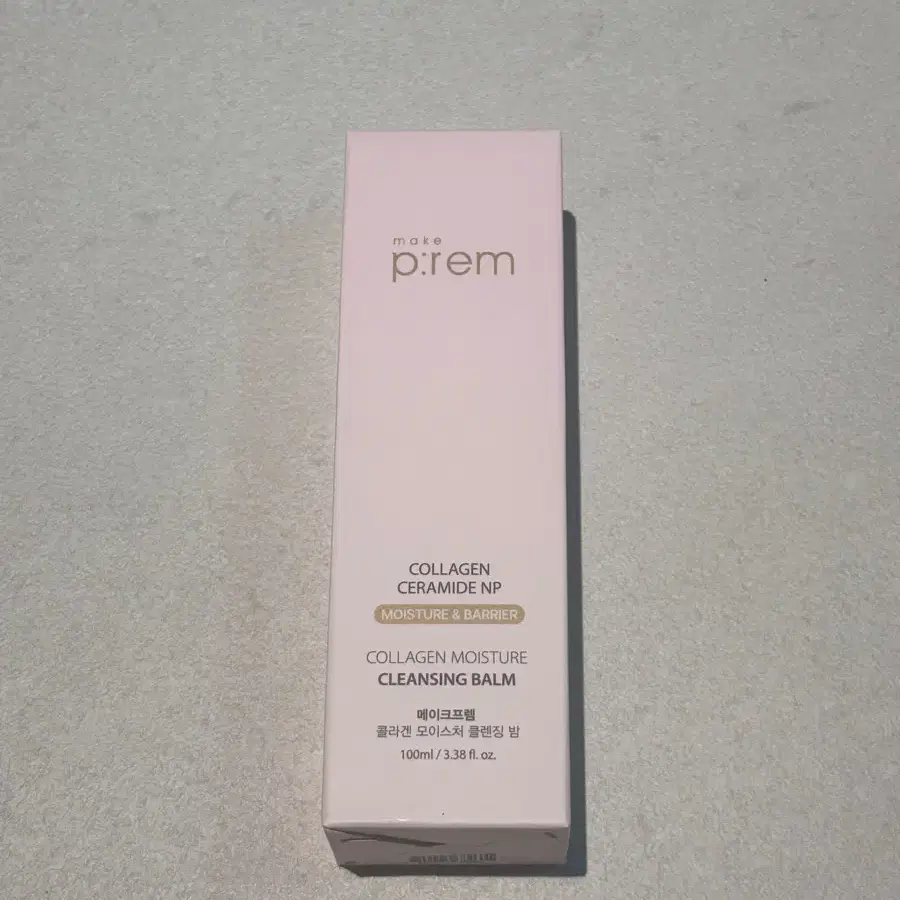 make
p:rem
COLLAGEN
CERAMIDE NP
MOISTURE & BARRIER
COLLAGEN MOISTURE
CLEANSING BALM
메이크프렘
콜라겐 모이스처 클렌징 밤
100ml / 3.38 fl. oz.